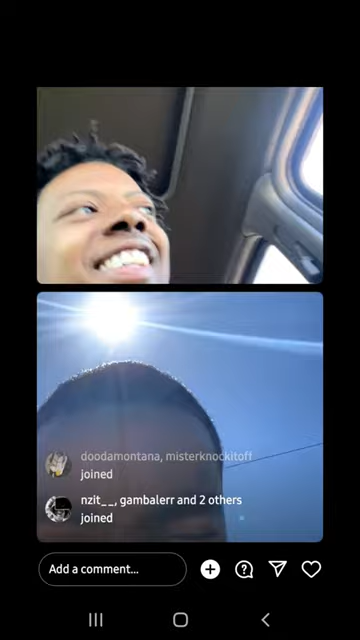 doodamontana, misterknockitoff
joined
nzit__, gambalerr and 2 others
joined
Add a comment...